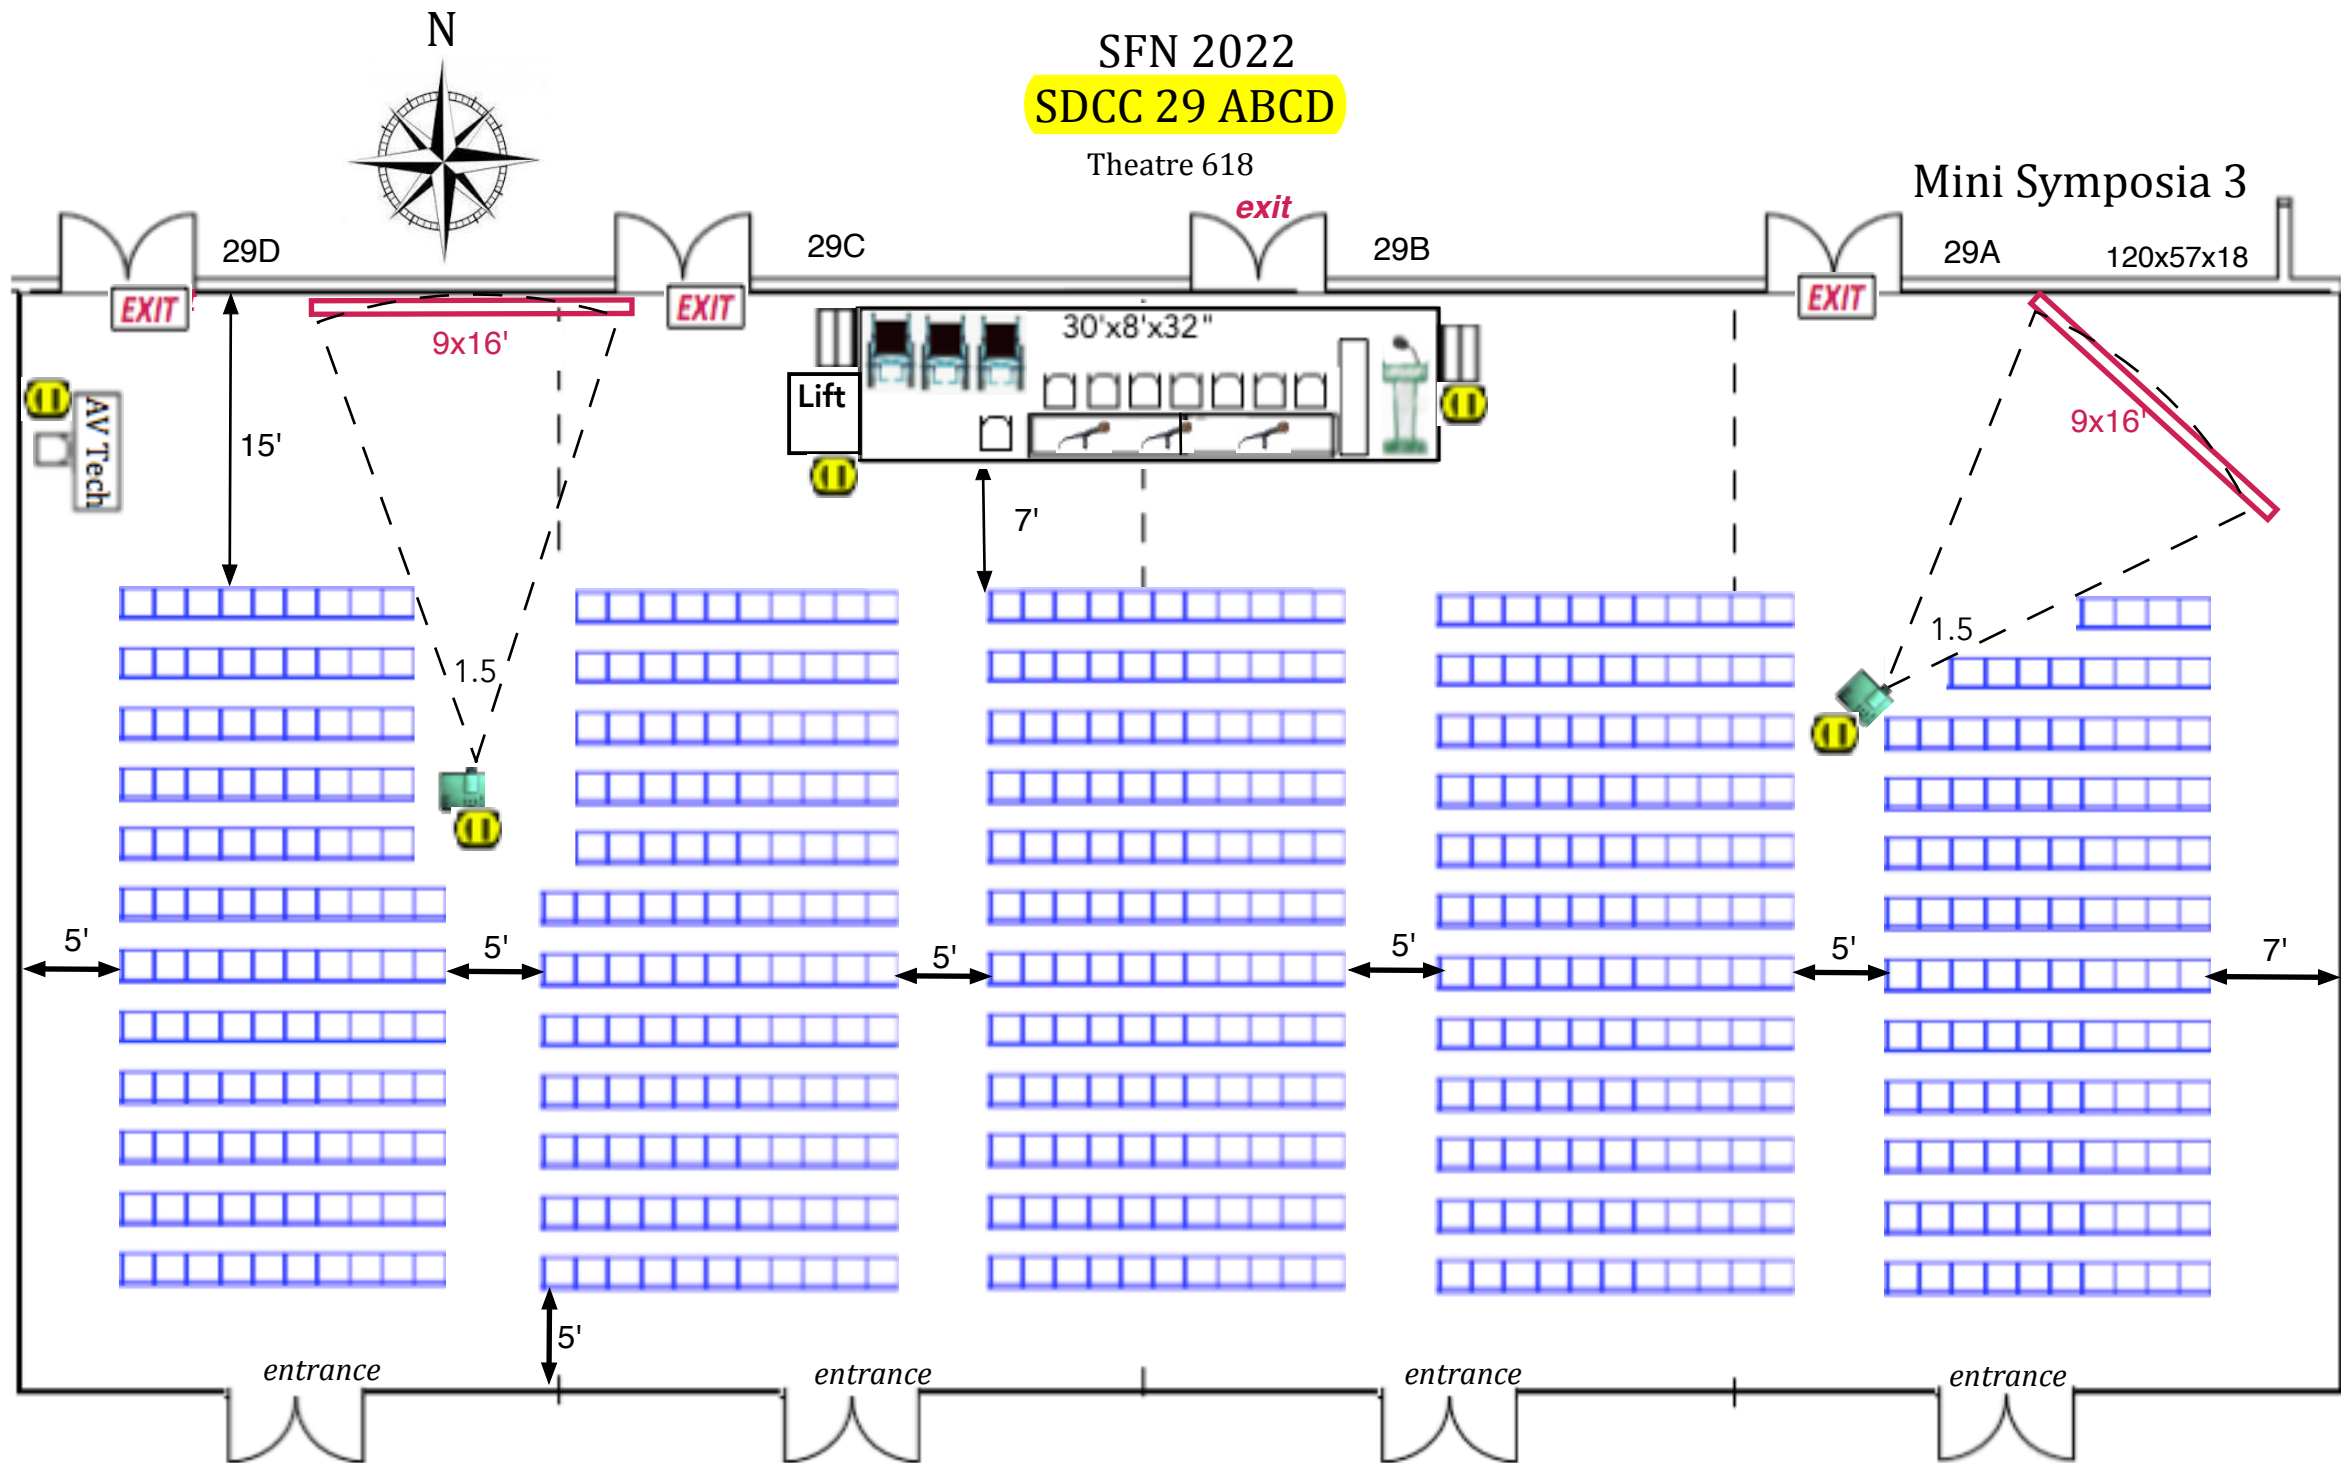 N
SFN 2022
SDCC 29 ABCD
Theatre 618
Mini Symposia 3
exit
29D
29C
29B
29A
120x57x18
EXIT
EXIT
EXIT
9x16'
30'x8'x32"
Lift
AV Tech
15'
7'
9x16'
1.5
1.5
5'
5'
5'
5'
5'
7'
5'
entrance
entrance
entrance
entrance